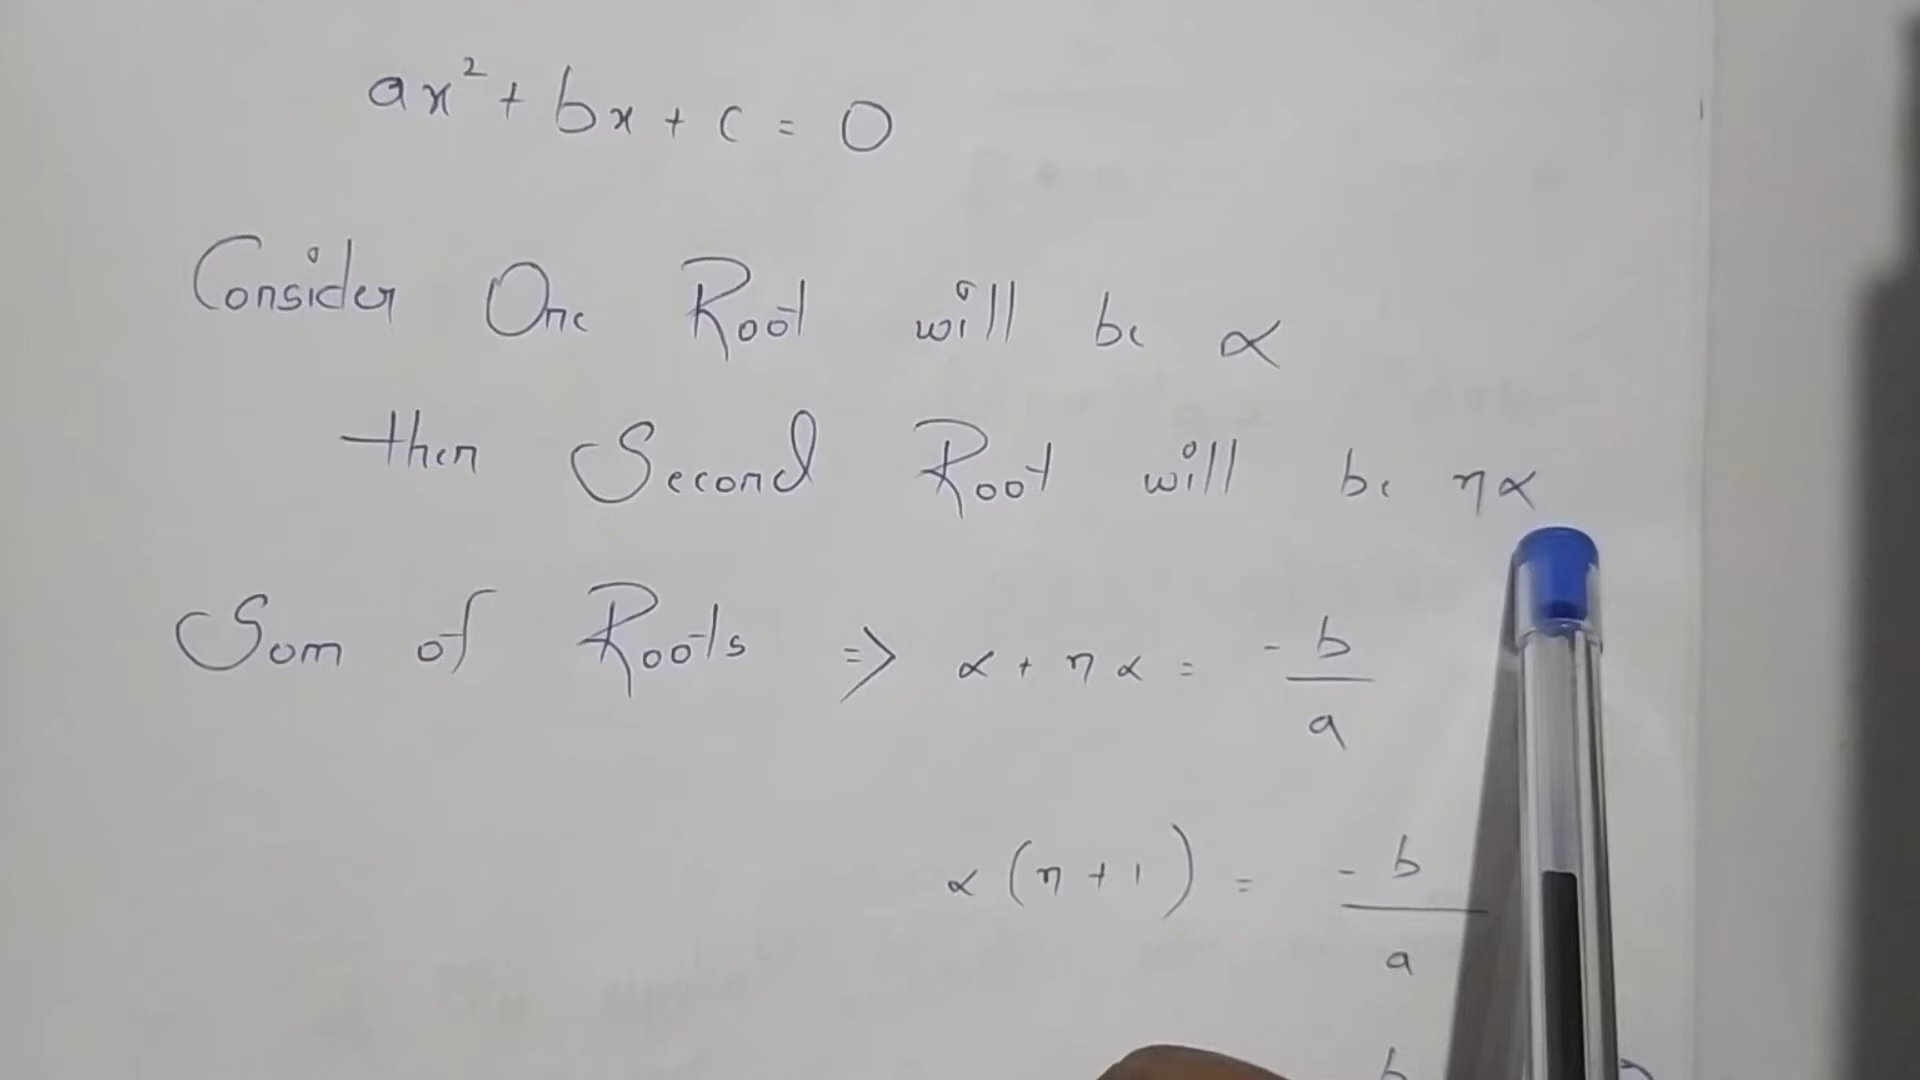 ax² + bx + c = 0
Consider One Root will be α
then Second Root will be nα
Sum of Roots ⇒ α + nα = -b/a
α(n + 1) = -b/a
b